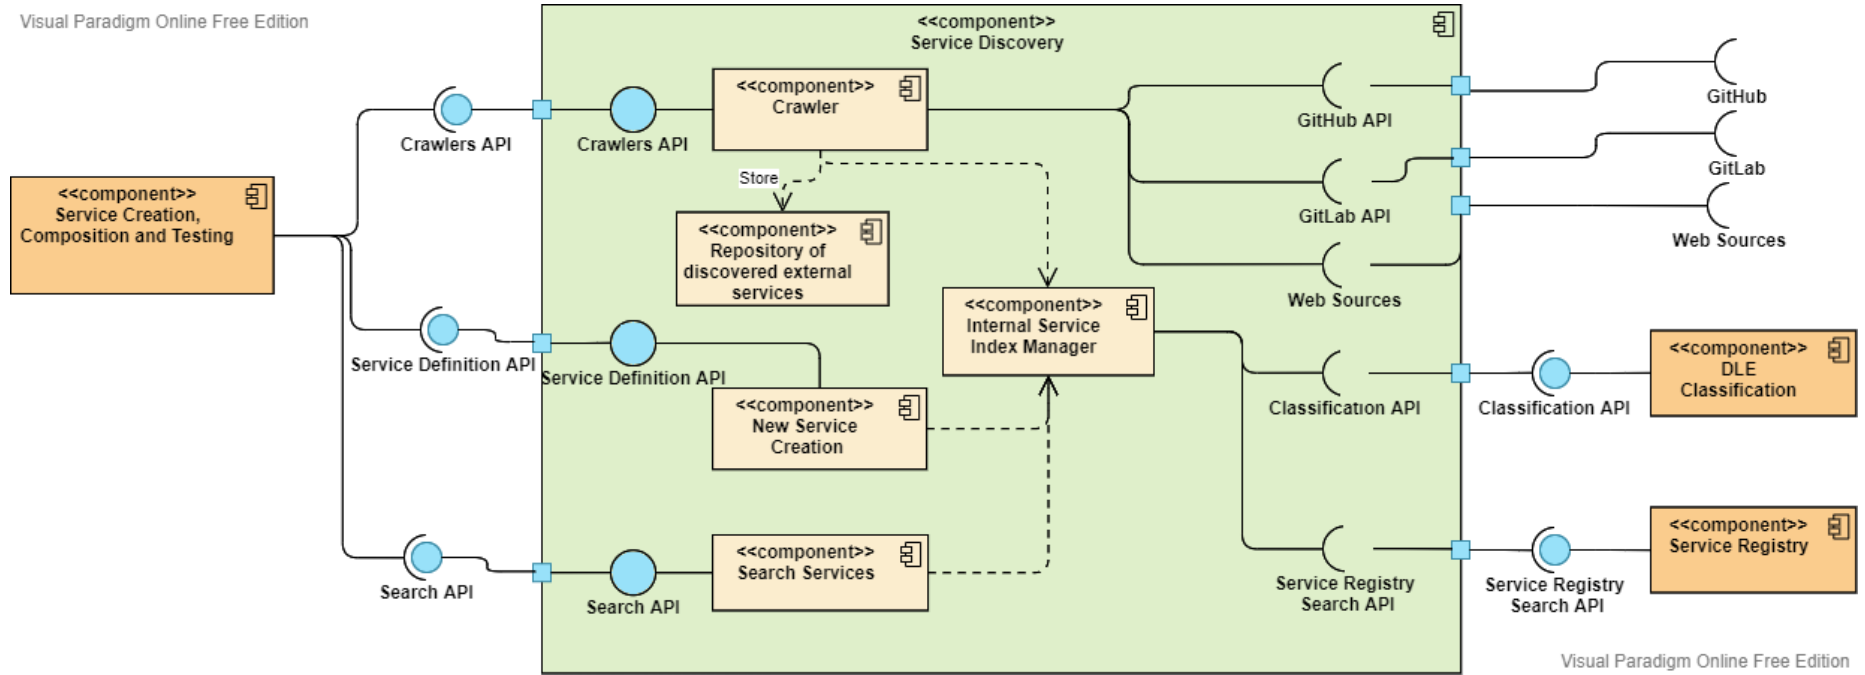 Visual Paradigm Online Free Edition
<<component>>
Service Discovery
<<component>>
Crawler
Crawlers API
Crawlers API
GitHub API
GitHub
<<component>>
Service Creation,
Composition and Testing
Store
<<component>>
Repository of
discovered external
services
GitLab API
GitLab
Web Sources
Web Sources
<<component>>
Internal Service
Index Manager
Service Definition API
Service Definition API
<<component>>
New Service
Creation
Classification API
Classification API
<<component>>
DLE
Classification
<<component>>
Search Services
Search API
Search API
Service Registry
Search API
Service Registry
Search API
<<component>>
Service Registry
Visual Paradigm Online Free Edition